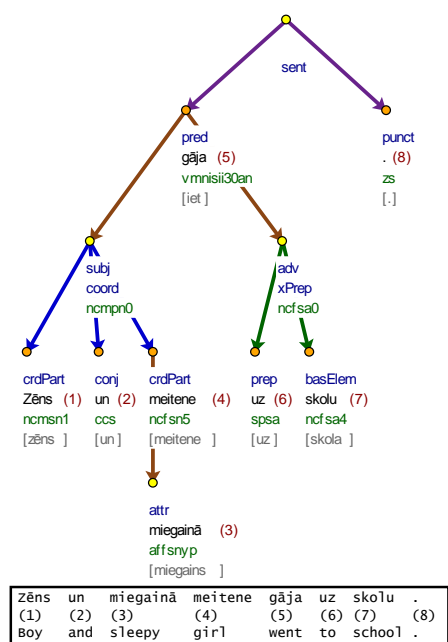 sent
pred punct
gāja (5) . (8)
vmnisii30an zs
[iet ] [.]
subj adv
coord xPrep
ncmpn0 ncfsa0
crdPart conj crdPart prep basElem
Zēns (1) un (2) meitene (4) uz (6) skolu (7)
ncmsn1 ccs ncfsn5 spsa ncfsa4
[zēns ] [un ] [meitene ] [uz ] [skola ]
attr
miegainā (3)
affsnyp
[miegains ]
Zēns un miegainā meitene gāja uz skolu .
(1) (2) (3) (4) (5) (6) (7) (8)
Boy and sleepy girl went to school .